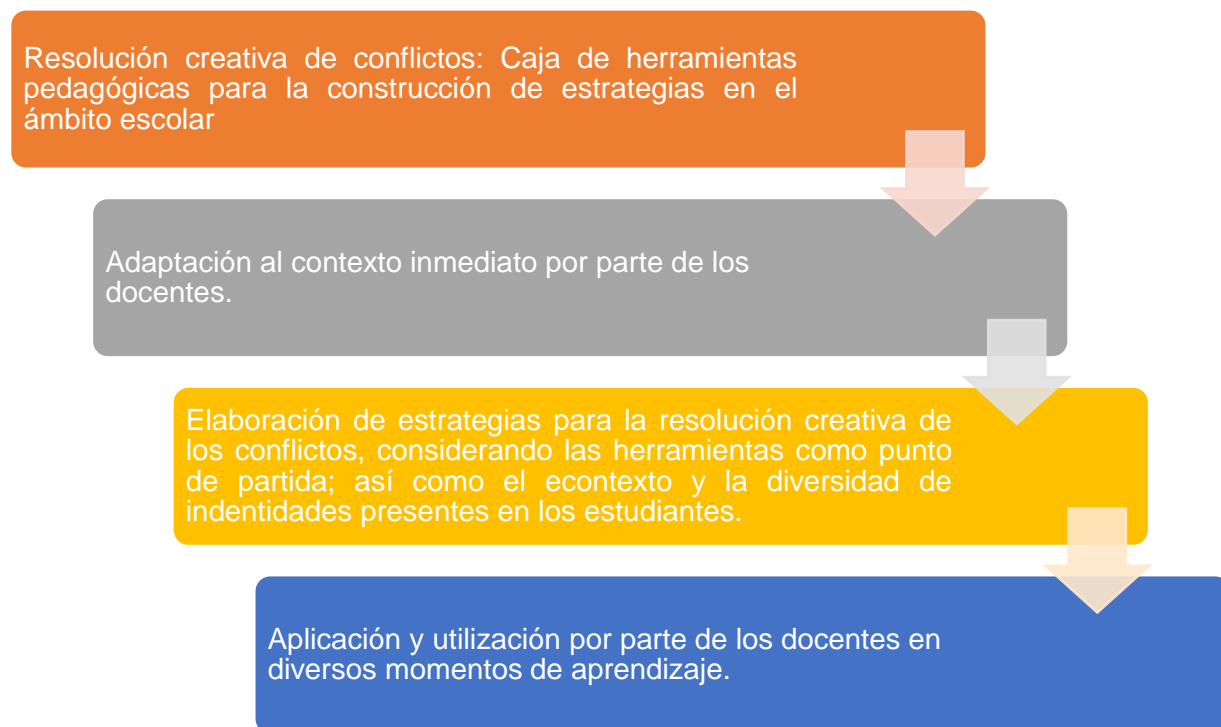 Resolución creativa de conflictos: Caja de herramientas
pedagógicas para la construcción de estrategias en el
ámbito escolar
Adaptación al contexto inmediato por parte de los
docentes.
Elaboración de estrategias para la resolución creativa de
los conflictos, considerando las herramientas como punto
de partida; así como el econtexto y la diversidad de
indentidades presentes en los estudiantes.
Aplicación y utilización por parte de los docentes en
diversos momentos de aprendizaje.